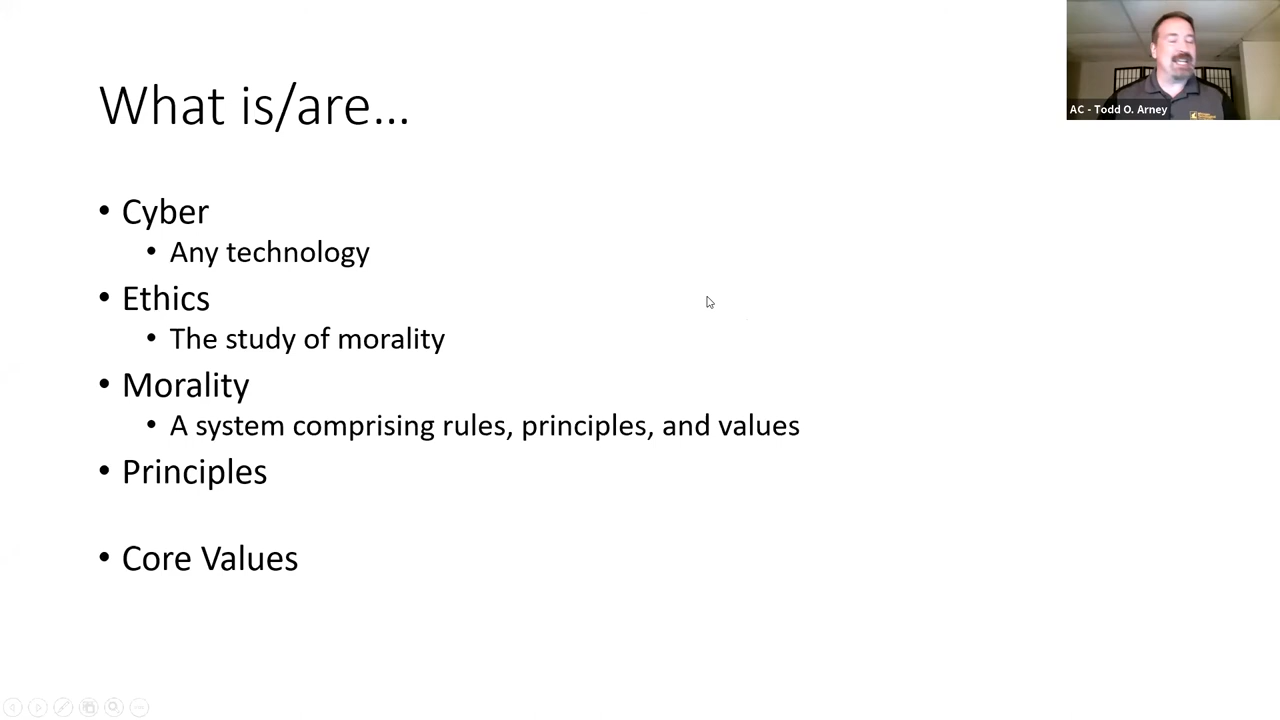 What is/are...
AC - Todd O. Arney
• Cyber
• Any technology
• Ethics
• The study of morality
• Morality
• A system comprising rules, principles, and values
• Principles
• Core Values